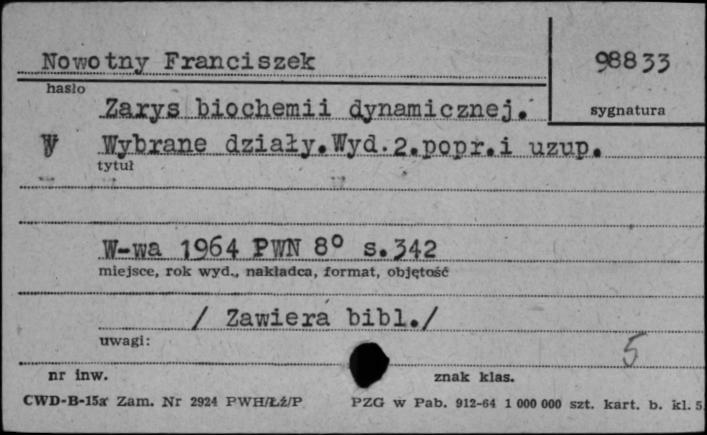 Nowotny Franciszek
98833
hasło
sygnatura
Zarys biochemii dynamicznej.
Wybrane działy.Wyd.2.popr.i uzup.
tytuł
W-wa 1964 PWN 8° s.342
miejsce, rok wyd., nakładca, format, objętość
/ Zawiera bibl./
uwagi:
5
nr inw.
znak klas.
CWD-B-15a Zam. Nr 2924 PWH/Łź/P PZG w Pab. 912-64 1 000 000 szt. kart. b. kl. 5